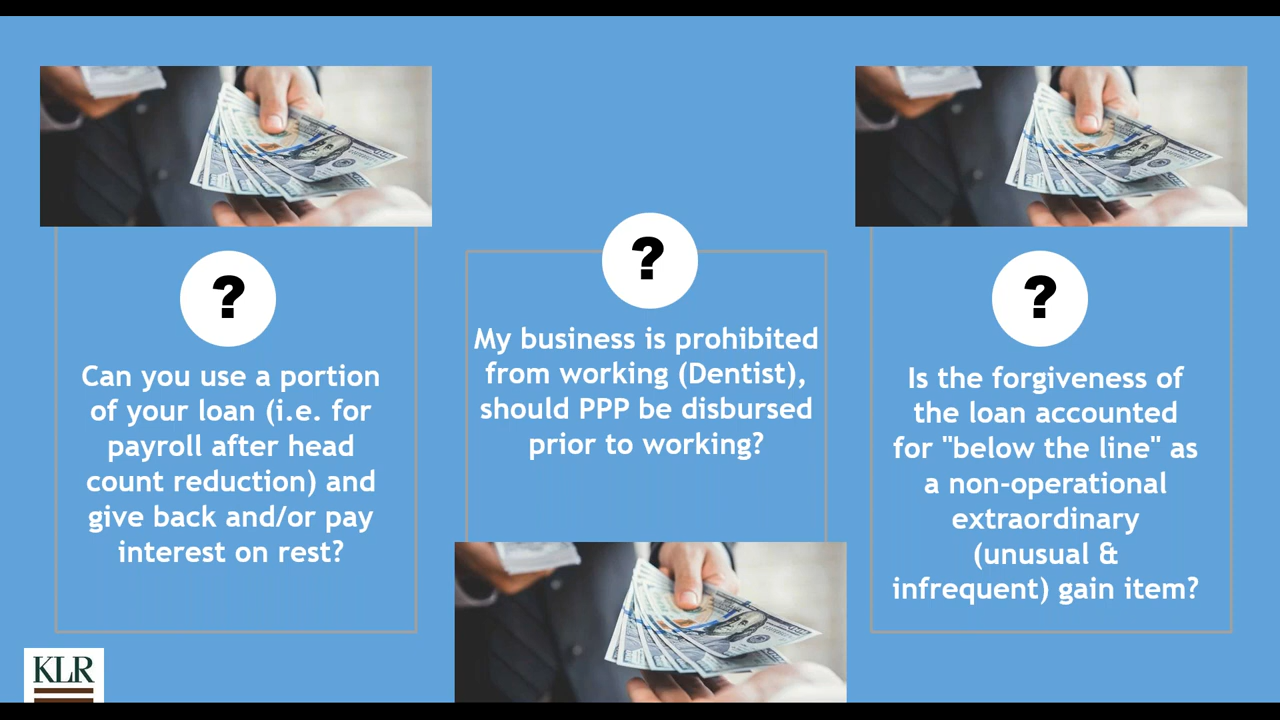 ?
Can you use a portion
of your loan (i.e. for
payroll after head
count reduction) and
give back and/or pay
interest on rest?
?
My business is prohibited
from working (Dentist),
should PPP be disbursed
prior to working?
?
Is the forgiveness of
the loan accounted
for "below the line" as
a non-operational
extraordinary
(unusual &
infrequent) gain item?
KLR